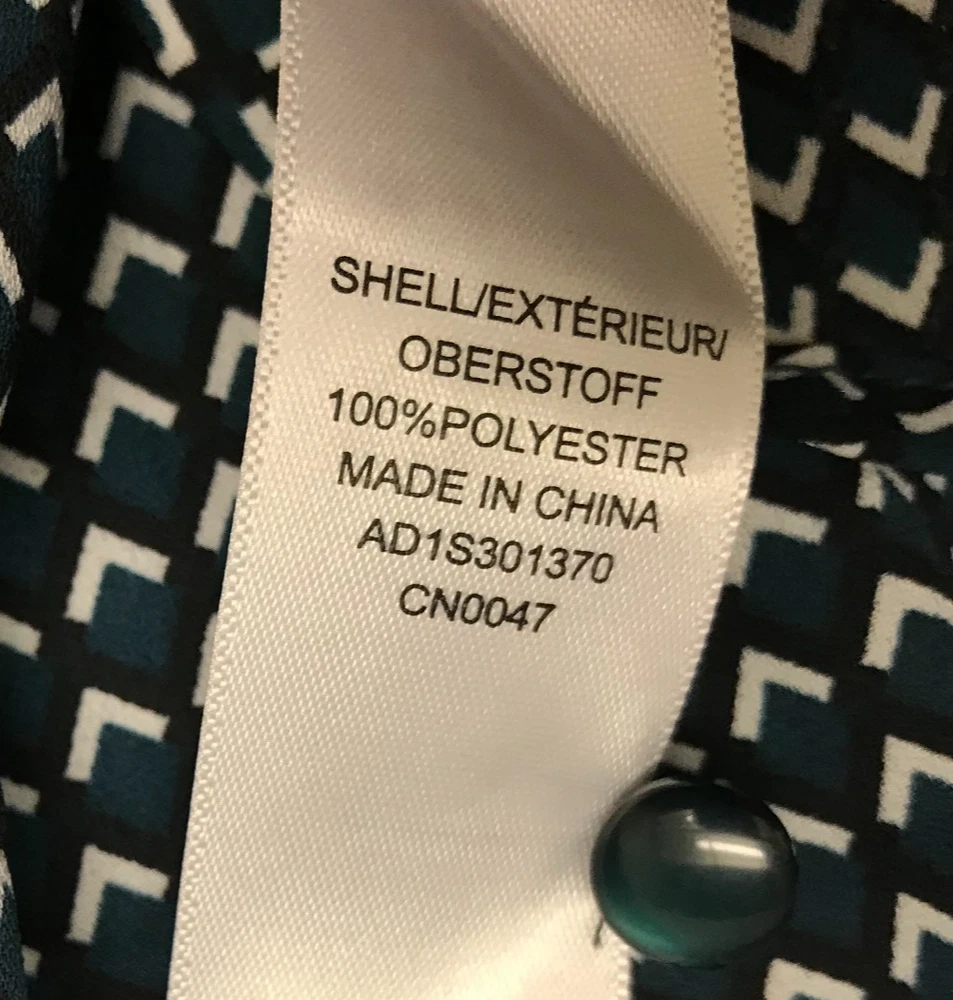 SHELL/EXTÉRIEUR/
OBERSTOFF
100%POLYESTER
MADE IN CHINA
AD1S301370
CN0047